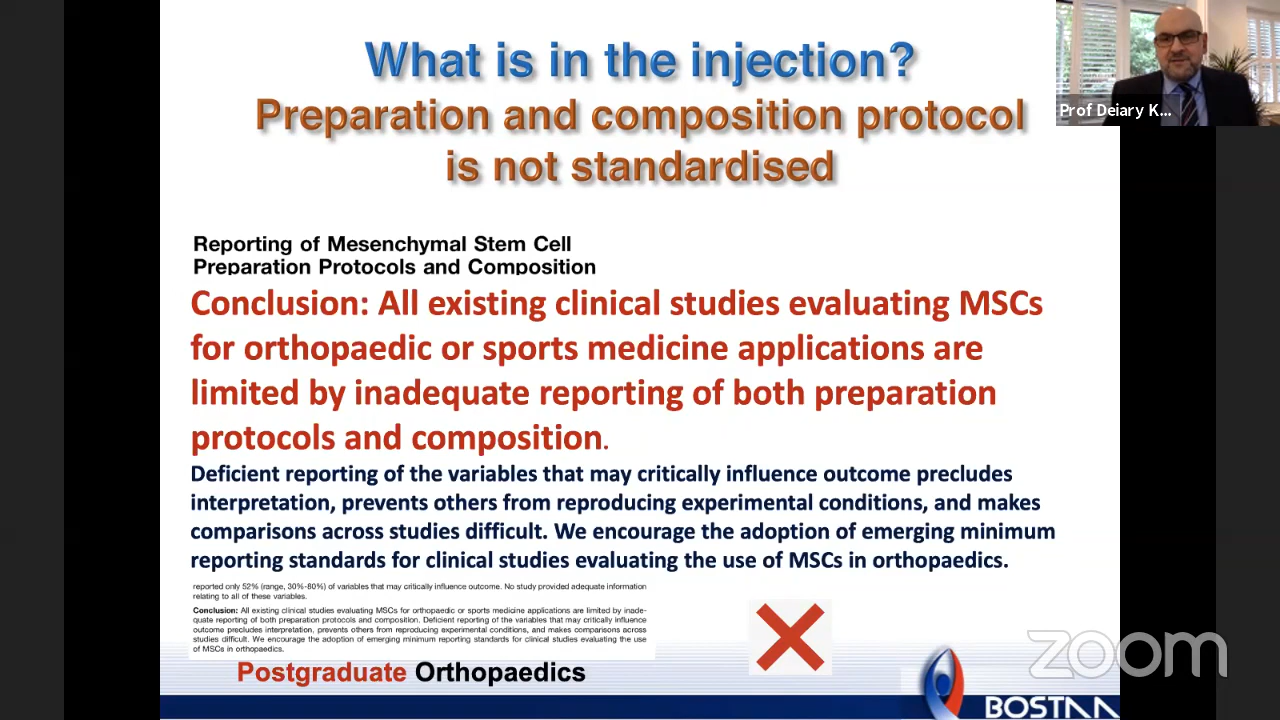 What is in the injection?
Preparation and composition protocol
is not standardised
Prof Deiary K...
Reporting of Mesenchymal Stem Cell
Preparation Protocols and Composition
Conclusion: All existing clinical studies evaluating MSCs
for orthopaedic or sports medicine applications are
limited by inadequate reporting of both preparation
protocols and composition.
Deficient reporting of the variables that may critically influence outcome precludes
interpretation, prevents others from reproducing experimental conditions, and makes
comparisons across studies difficult. We encourage the adoption of emerging minimum
reporting standards for clinical studies evaluating the use of MSCs in orthopaedics.
reported only 52% (range, 30%-80%) of variables that may critically influence outcome. No study provided adequate information
relating to all of these variables.
Conclusion: All existing clinical studies evaluating MSCs for orthopaedic or sports medicine applications are limited by inade-
quate reporting of both preparation protocols and composition. Deficient reporting of the variables that may critically influence
outcome precludes interpretation, prevents others from reproducing experimental conditions, and makes comparisons across
studies difficult. We encourage the adoption of emerging minimum reporting standards for clinical studies evaluating the use
of MSCs in orthopaedics.
Postgraduate Orthopaedics
zoom
BOSTAA